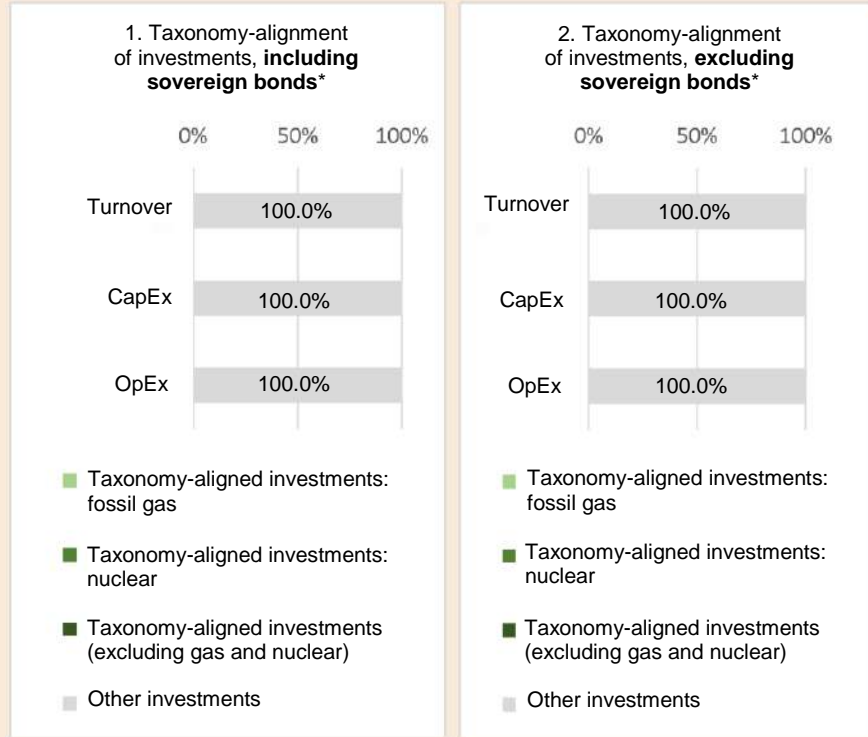 1. Taxonomy-alignment
of investments, including
sovereign bonds*
0% 50% 100%
Turnover 100.0%
CapEx 100.0%
OpEx 100.0%
Taxonomy-aligned investments:
fossil gas
Taxonomy-aligned investments:
nuclear
Taxonomy-aligned investments
(excluding gas and nuclear)
Other investments
2. Taxonomy-alignment
of investments, excluding
sovereign bonds*
0% 50% 100%
Turnover 100.0%
CapEx 100.0%
OpEx 100.0%
Taxonomy-aligned investments:
fossil gas
Taxonomy-aligned investments:
nuclear
Taxonomy-aligned investments
(excluding gas and nuclear)
Other investments